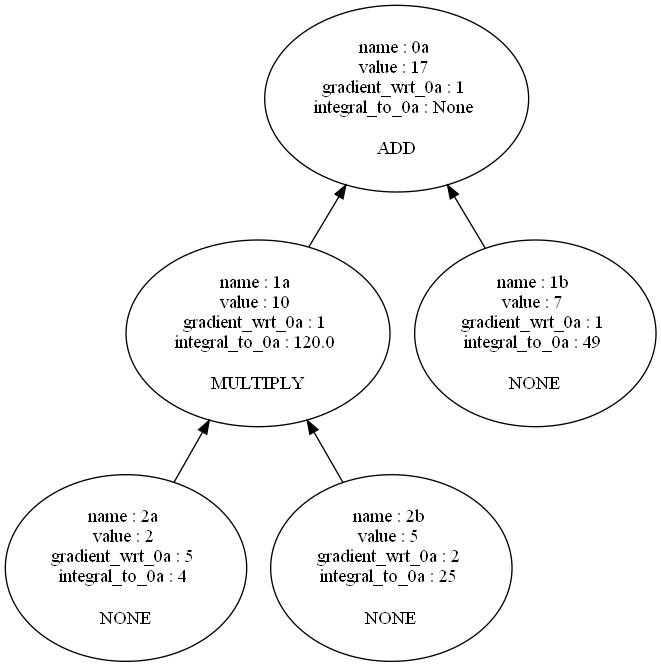 name : 0a
value : 17
gradient_wrt_0a : 1
integral_to_0a : None
ADD
name : 1a
value : 10
gradient_wrt_0a : 1
integral_to_0a : 120.0
MULTIPLY
name : 1b
value : 7
gradient_wrt_0a : 1
integral_to_0a : 49
NONE
name : 2a
value : 2
gradient_wrt_0a : 5
integral_to_0a : 4
NONE
name : 2b
value : 5
gradient_wrt_0a : 2
integral_to_0a : 25
NONE